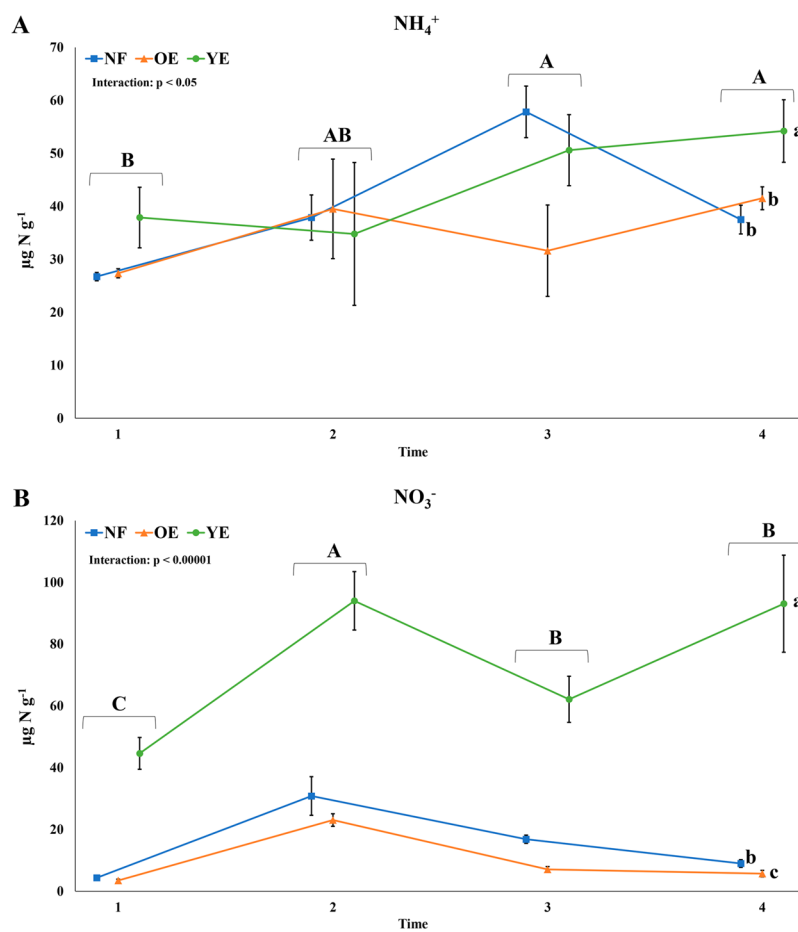 A
NH₄⁺
70
NF OE YE
Interaction: p < 0.05
A
A
60
AB
a
50
B
40
b
b
30
20
10
0
µg N g⁻¹
1 2 3 4
Time
B
NO₃⁻
120
NF OE YE
Interaction: p < 0.00001
A
B
100
a
80
B
60
C
40
20
b
c
0
µg N g⁻¹
1 2 3 4
Time